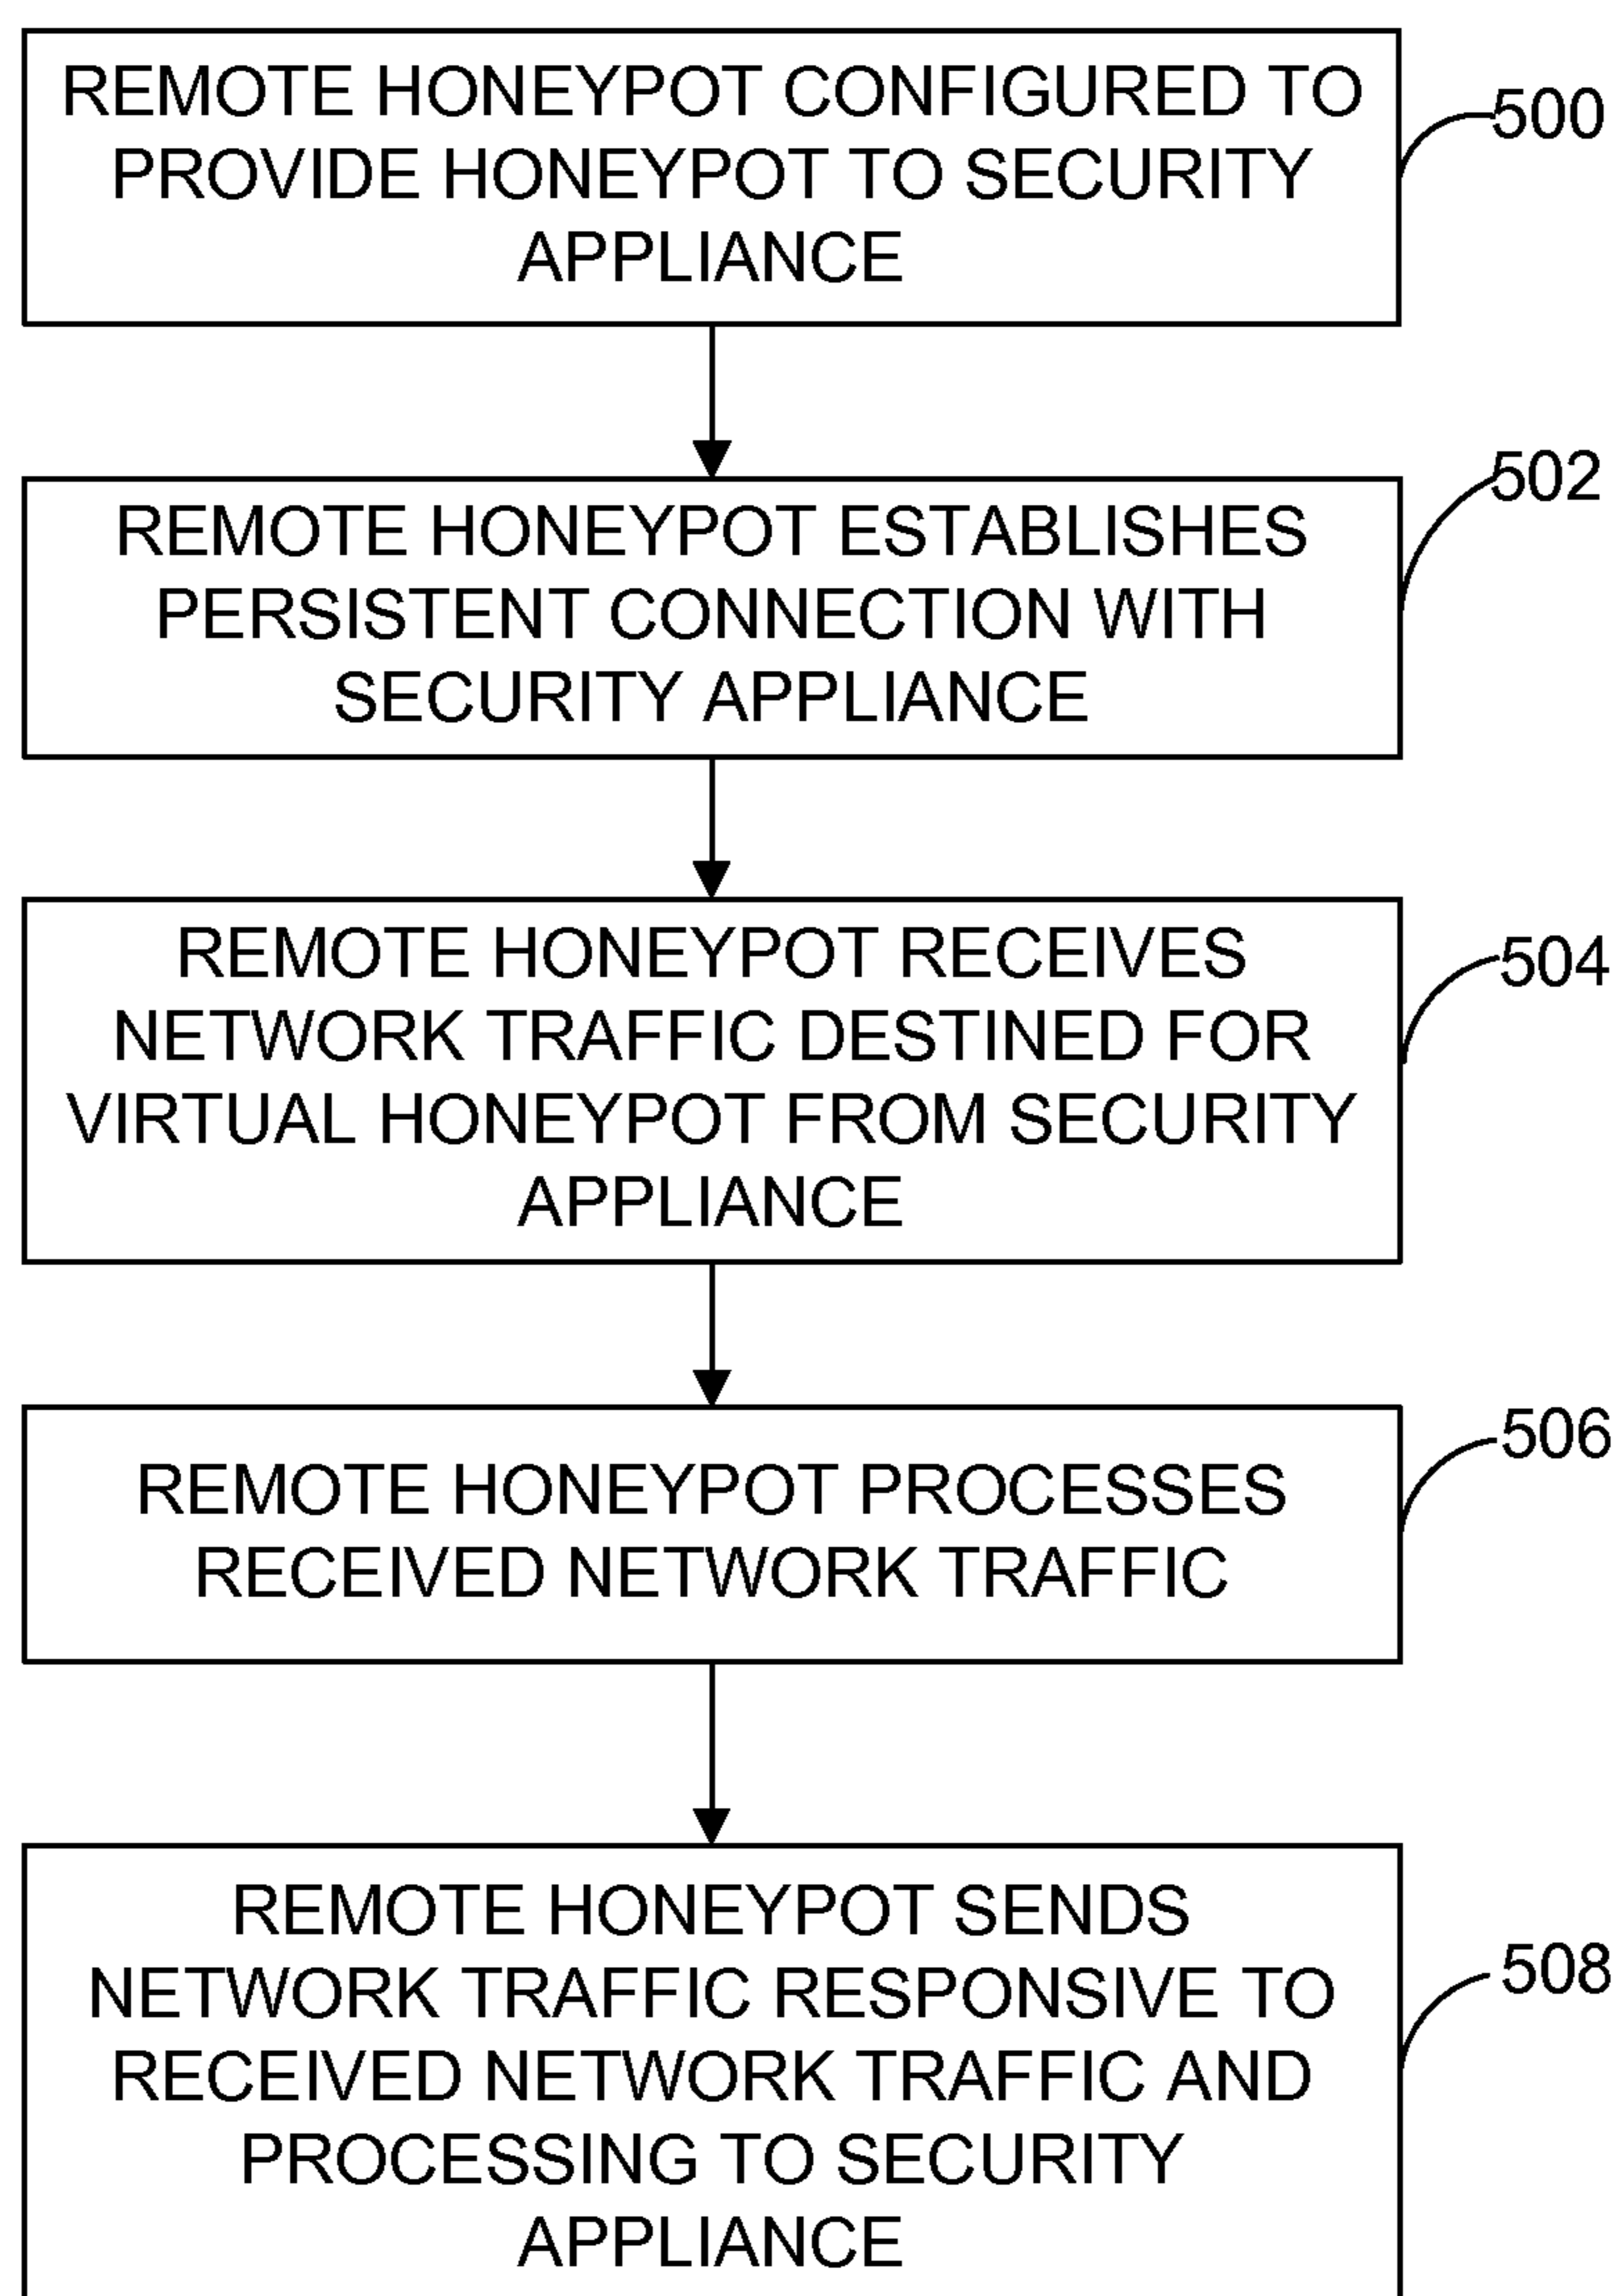 REMOTE HONEYPOT CONFIGURED TO
PROVIDE HONEYPOT TO SECURITY
APPLIANCE
500
REMOTE HONEYPOT ESTABLISHES
PERSISTENT CONNECTION WITH
SECURITY APPLIANCE
502
REMOTE HONEYPOT RECEIVES
NETWORK TRAFFIC DESTINED FOR
VIRTUAL HONEYPOT FROM SECURITY
APPLIANCE
504
REMOTE HONEYPOT PROCESSES
RECEIVED NETWORK TRAFFIC
506
REMOTE HONEYPOT SENDS
NETWORK TRAFFIC RESPONSIVE TO
RECEIVED NETWORK TRAFFIC AND
PROCESSING TO SECURITY
APPLIANCE
508